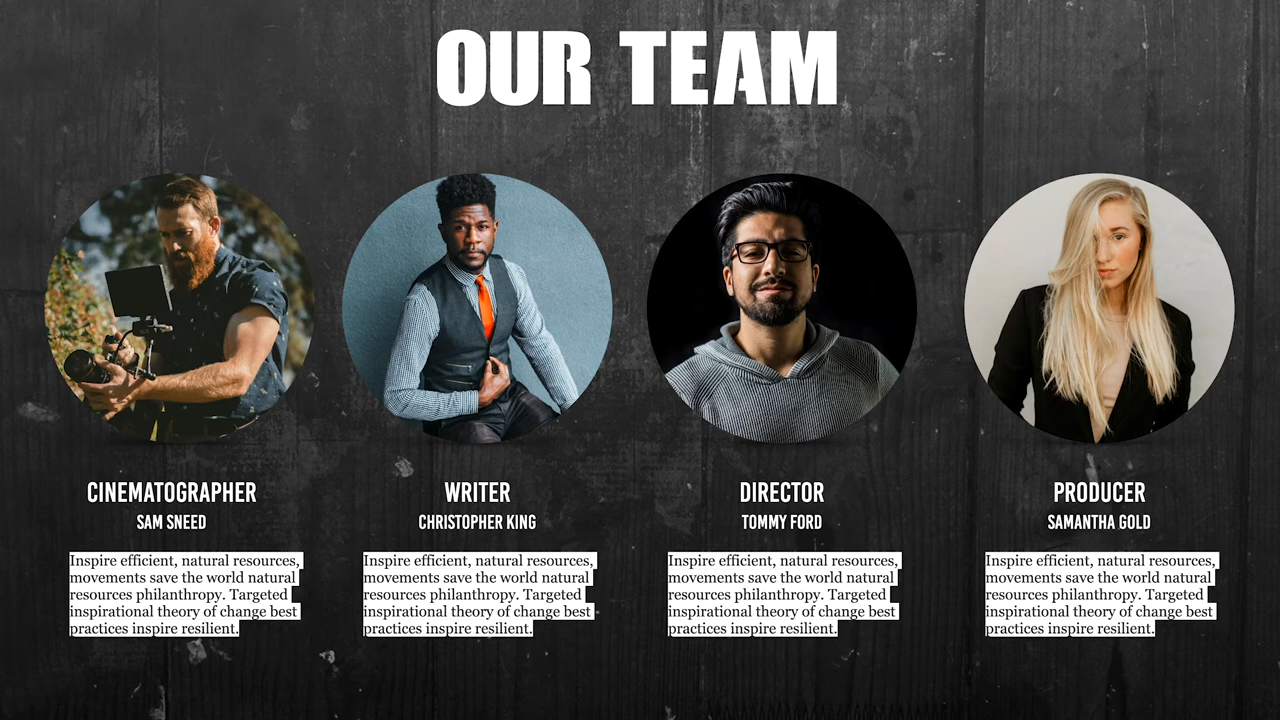 OUR TEAM
CINEMATOGRAPHER
SAM SNEED
Inspire efficient, natural resources,
movements save the world natural
resources philanthropy. Targeted
inspirational theory of change best
practices inspire resilient.
WRITER
CHRISTOPHER KING
Inspire efficient, natural resources,
movements save the world natural
resources philanthropy. Targeted
inspirational theory of change best
practices inspire resilient.
DIRECTOR
TOMMY FORD
Inspire efficient, natural resources,
movements save the world natural
resources philanthropy. Targeted
inspirational theory of change best
practices inspire resilient.
PRODUCER
SAMANTHA GOLD
Inspire efficient, natural resources,
movements save the world natural
resources philanthropy. Targeted
inspirational theory of change best
practices inspire resilient.